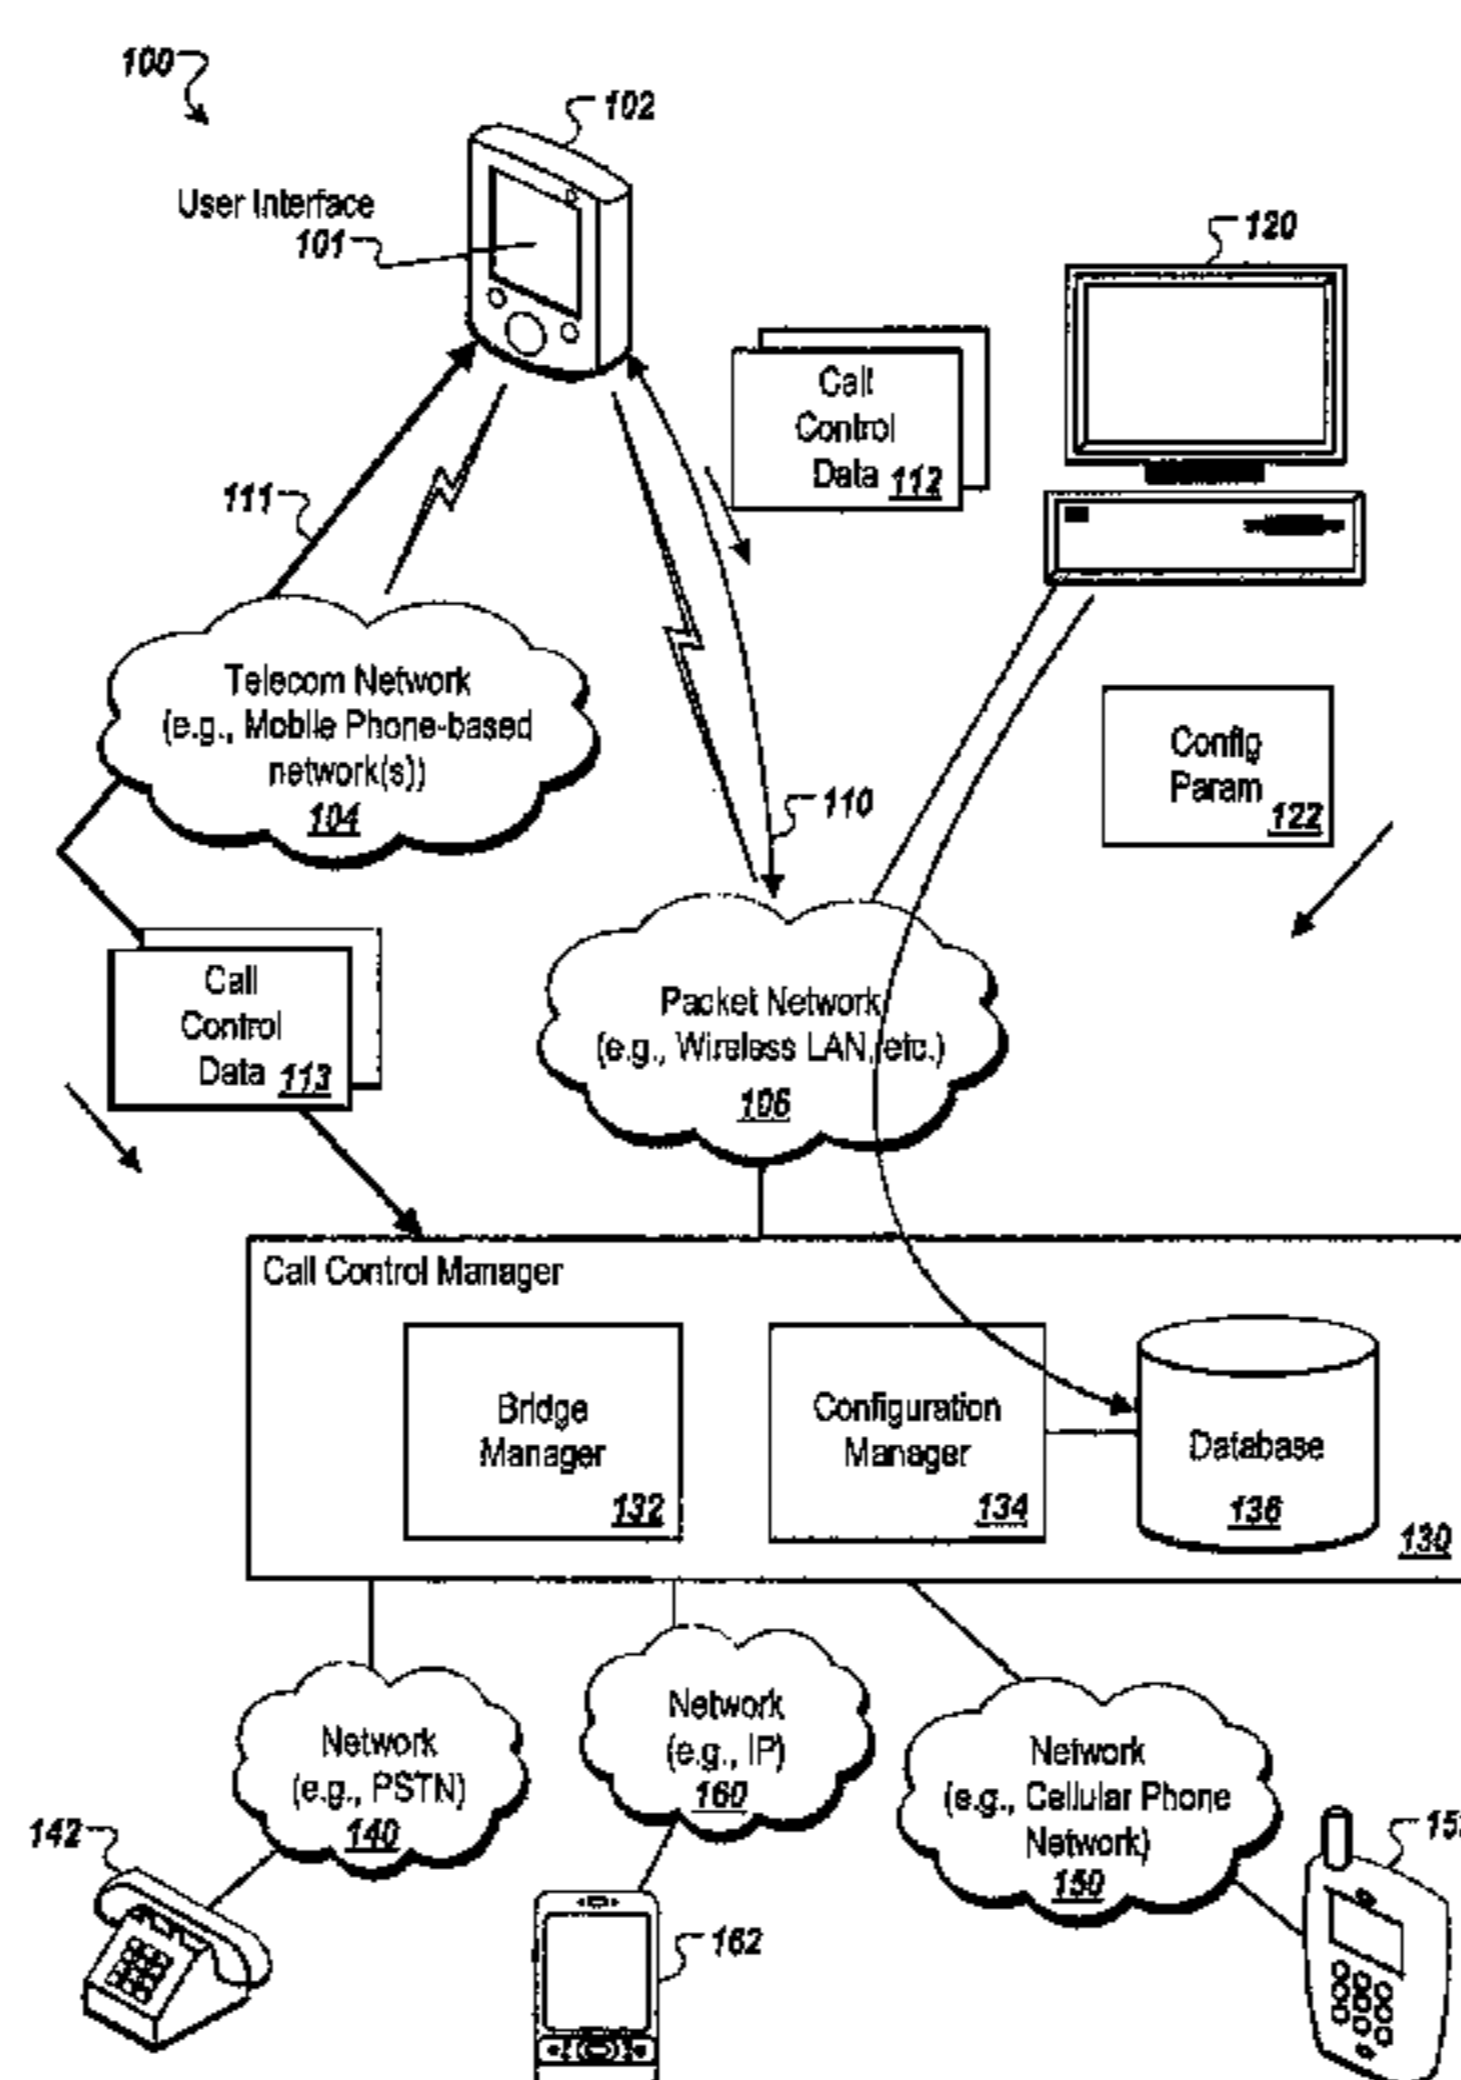 100
102
User Interface
101
120
Call
Control
Data 112
111
Telecom Network
(e.g., Mobile Phone-based
network(s))
104
110
Config
Param
122
Call
Control
Data 113
Packet Network
(e.g., Wireless LAN, etc.)
106
Call Control Manager
Bridge
Manager
132
Configuration
Manager
134
Database
136
130
Network
(e.g., PSTN)
140
Network
(e.g., IP)
160
Network
(e.g., Cellular Phone
Network)
150
142
162